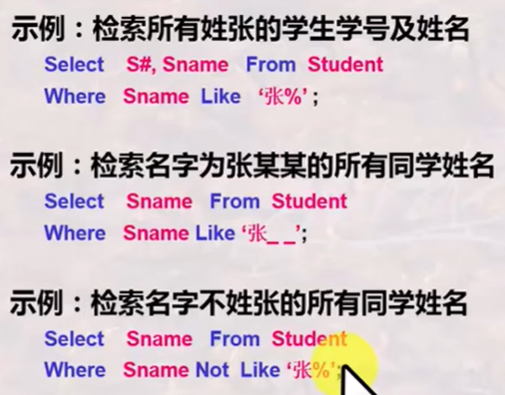 示例：检索所有姓张的学生学号及姓名
Select S#, Sname From Student
Where Sname Like ‘张%’ ;
示例：检索名字为张某某的所有同学姓名
Select Sname From Student
Where Sname Like ‘张_ _’;
示例：检索名字不姓张的所有同学姓名
Select Sname From Student
Where Sname Not Like ‘张%’;